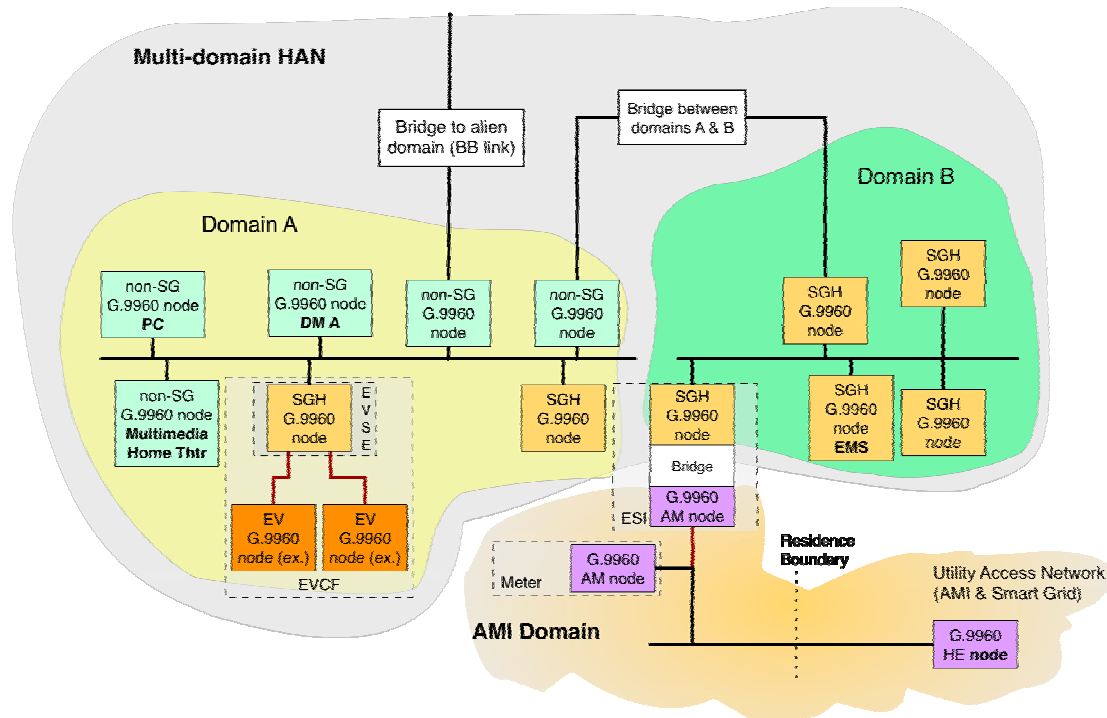 Multi-domain HAN
Bridge to alien
domain (BB link)
Bridge between
domains A & B
Domain A
Domain B
non-SG
G.9960 node
PC
non-SG
G.9960 node
DM A
non-SG
G.9960
node
non-SG
G.9960
node
SGH
G.9960
node
SGH
G.9960
node
non-SG
G.9960 node
Multimedia
Home Thtr
SGH
G.9960
node
E
V
S
E
SGH
G.9960
node
SGH
G.9960
node
SGH
G.9960
node
EMS
SGH
G.9960
node
Bridge
G.9960
AM node
ESI
EV
G.9960
node (ex.)
EV
G.9960
node (ex.)
EVCF
Meter
G.9960
AM node
Residence
Boundary
Utility Access Network
(AMI & Smart Grid)
AMI Domain
G.9960
HE node